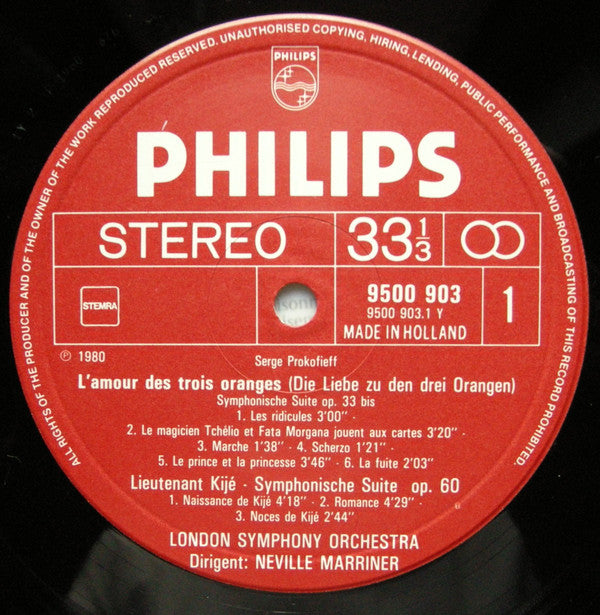 ALL RIGHTS OF THE PRODUCER AND OF THE OWNER OF THE WORK REPRODUCED RESERVED. UNAUTHORISED COPYING, HIRING, LENDING, PUBLIC PERFORMANCE AND BROADCASTING OF THIS RECORD PROHIBITED.
PHILIPS
PHILIPS
STEREO 33 1/3
STEMRA
9500 903
9500 903.1 Y
MADE IN HOLLAND
1
℗ 1980
Serge Prokofieff
L'amour des trois oranges (Die Liebe zu den drei Orangen)
Symphonische Suite op. 33 bis
1. Les ridicules 3'00" ·
2. Le magicien Tchélio et Fata Morgana jouent aux cartes 3'20" ·
3. Marche 1'38" · 4. Scherzo 1'21" ·
5. Le prince et la princesse 3'46" · 6. La fuite 2'03"
Lieutenant Kijé · Symphonische Suite op. 60
1. Naissance de Kijé 4'18" · 2. Romance 4'29" ·
3. Noces de Kijé 2'44"
LONDON SYMPHONY ORCHESTRA
Dirigent: NEVILLE MARRINER